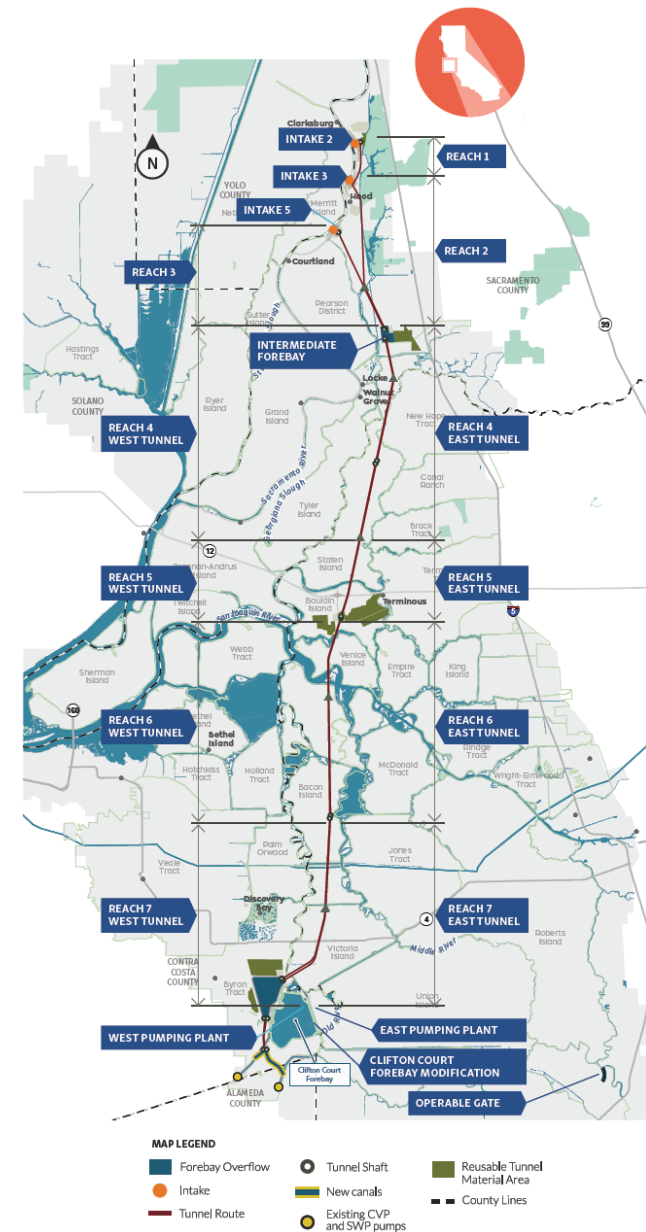 Clarksburg
INTAKE 2
REACH 1
N
INTAKE 3
YOLO
COUNTY
Merritt
Island
Hood
INTAKE 5
REACH 2
Courtland
REACH 3
SACRAMENTO
COUNTY
Pearson
District
Sutter
Island
Slough
99
INTERMEDIATE
FOREBAY
Hastings
Tract
Locke
Walnut
Grove
SOLANO
COUNTY
Ryer
Island
Grand
Island
New Hope
Tract
REACH 4
WEST TUNNEL
REACH 4
EAST TUNNEL
Sacramento River
Georgiana Slough
Canal
Ranch
Tyler
Island
Brack
Tract
12
Staten
Island
REACH 5
WEST TUNNEL
REACH 5
EAST TUNNEL
Twitchell
Island
Bouldin
Island
Terminous
5
San Joaquin River
Webb
Tract
Venice
Island
Empire
Tract
King
Island
Sherman
Island
160
REACH 6
WEST TUNNEL
REACH 6
EAST TUNNEL
Bethel
Island
Rindge
Tract
Hotchkiss
Tract
Holland
Tract
McDonald
Tract
Wright-Elmwood
Tract
Bacon
Island
Palm
Orwood
Jones
Tract
Veale
Tract
REACH 7
WEST TUNNEL
Discovery
Bay
REACH 7
EAST TUNNEL
4
Roberts
Island
Middle River
Victoria
Island
CONTRA
COSTA
COUNTY
Byron
Tract
Union
Island
Old River
WEST PUMPING PLANT
EAST PUMPING PLANT
CLIFTON COURT
FOREBAY MODIFICATION
Clifton Court
Forebay
OPERABLE GATE
ALAMEDA
COUNTY
MAP LEGEND
Forebay Overflow
Tunnel Shaft
Reusable Tunnel
Material Area
Intake
New canals
County Lines
Tunnel Route
Existing CVP
and SWP pumps